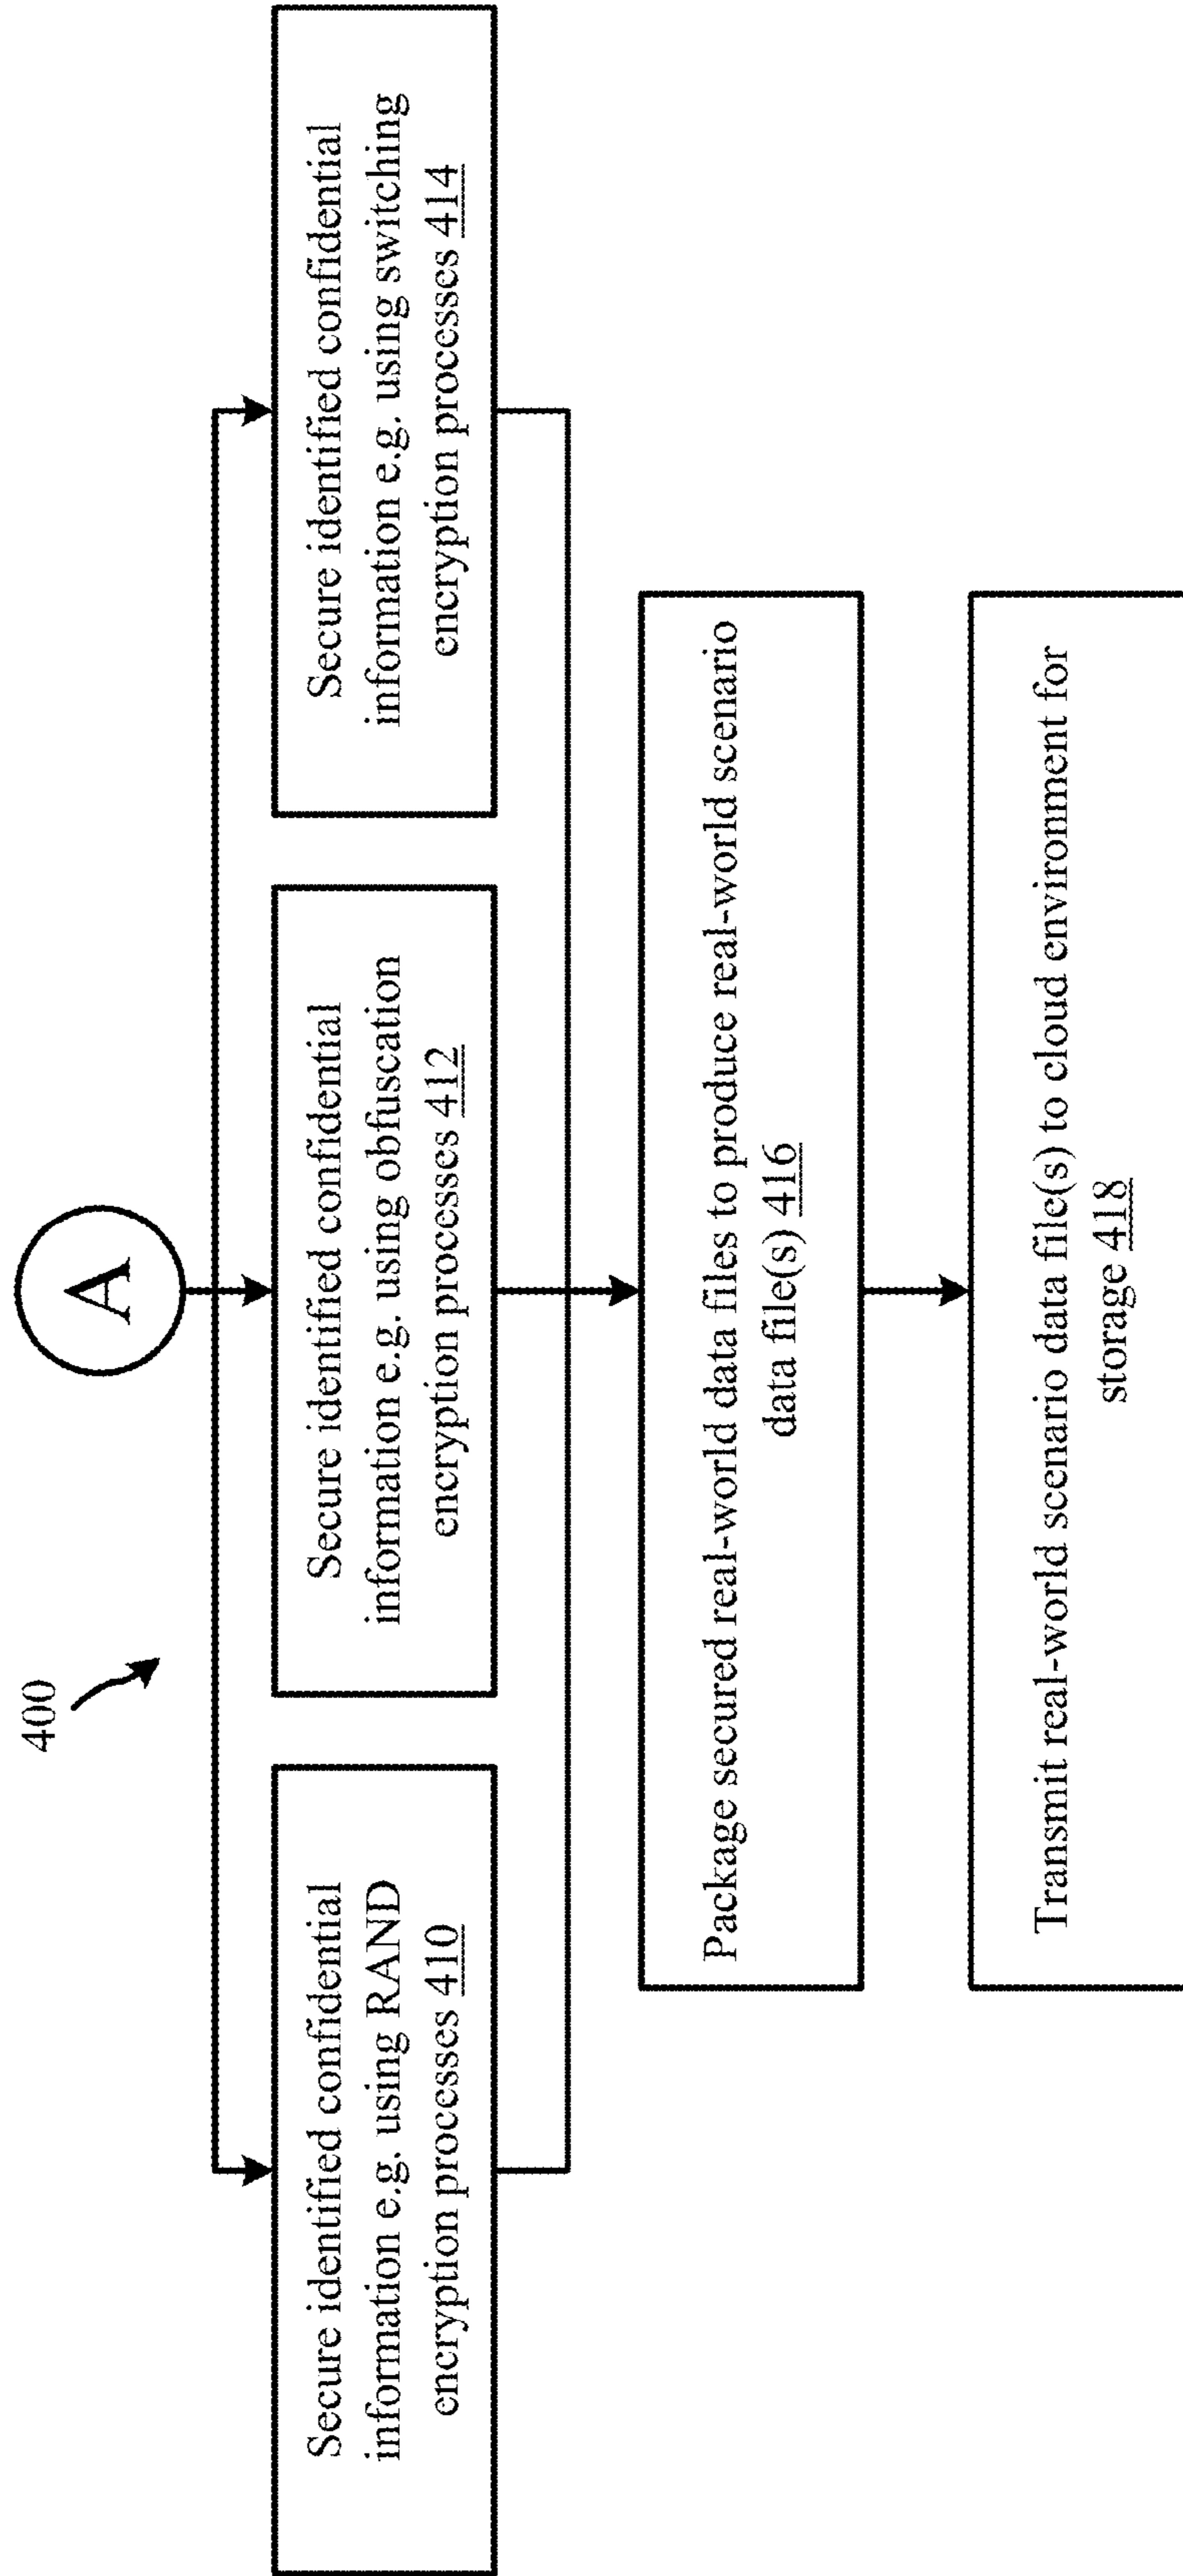 400
A
Secure identified confidential
information e.g. using RAND
encryption processes 410
Secure identified confidential
information e.g. using obfuscation
encryption processes 412
Secure identified confidential
information e.g. using switching
encryption processes 414
Package secured real-world data files to produce real-world scenario
data file(s) 416
Transmit real-world scenario data file(s) to cloud environment for
storage 418